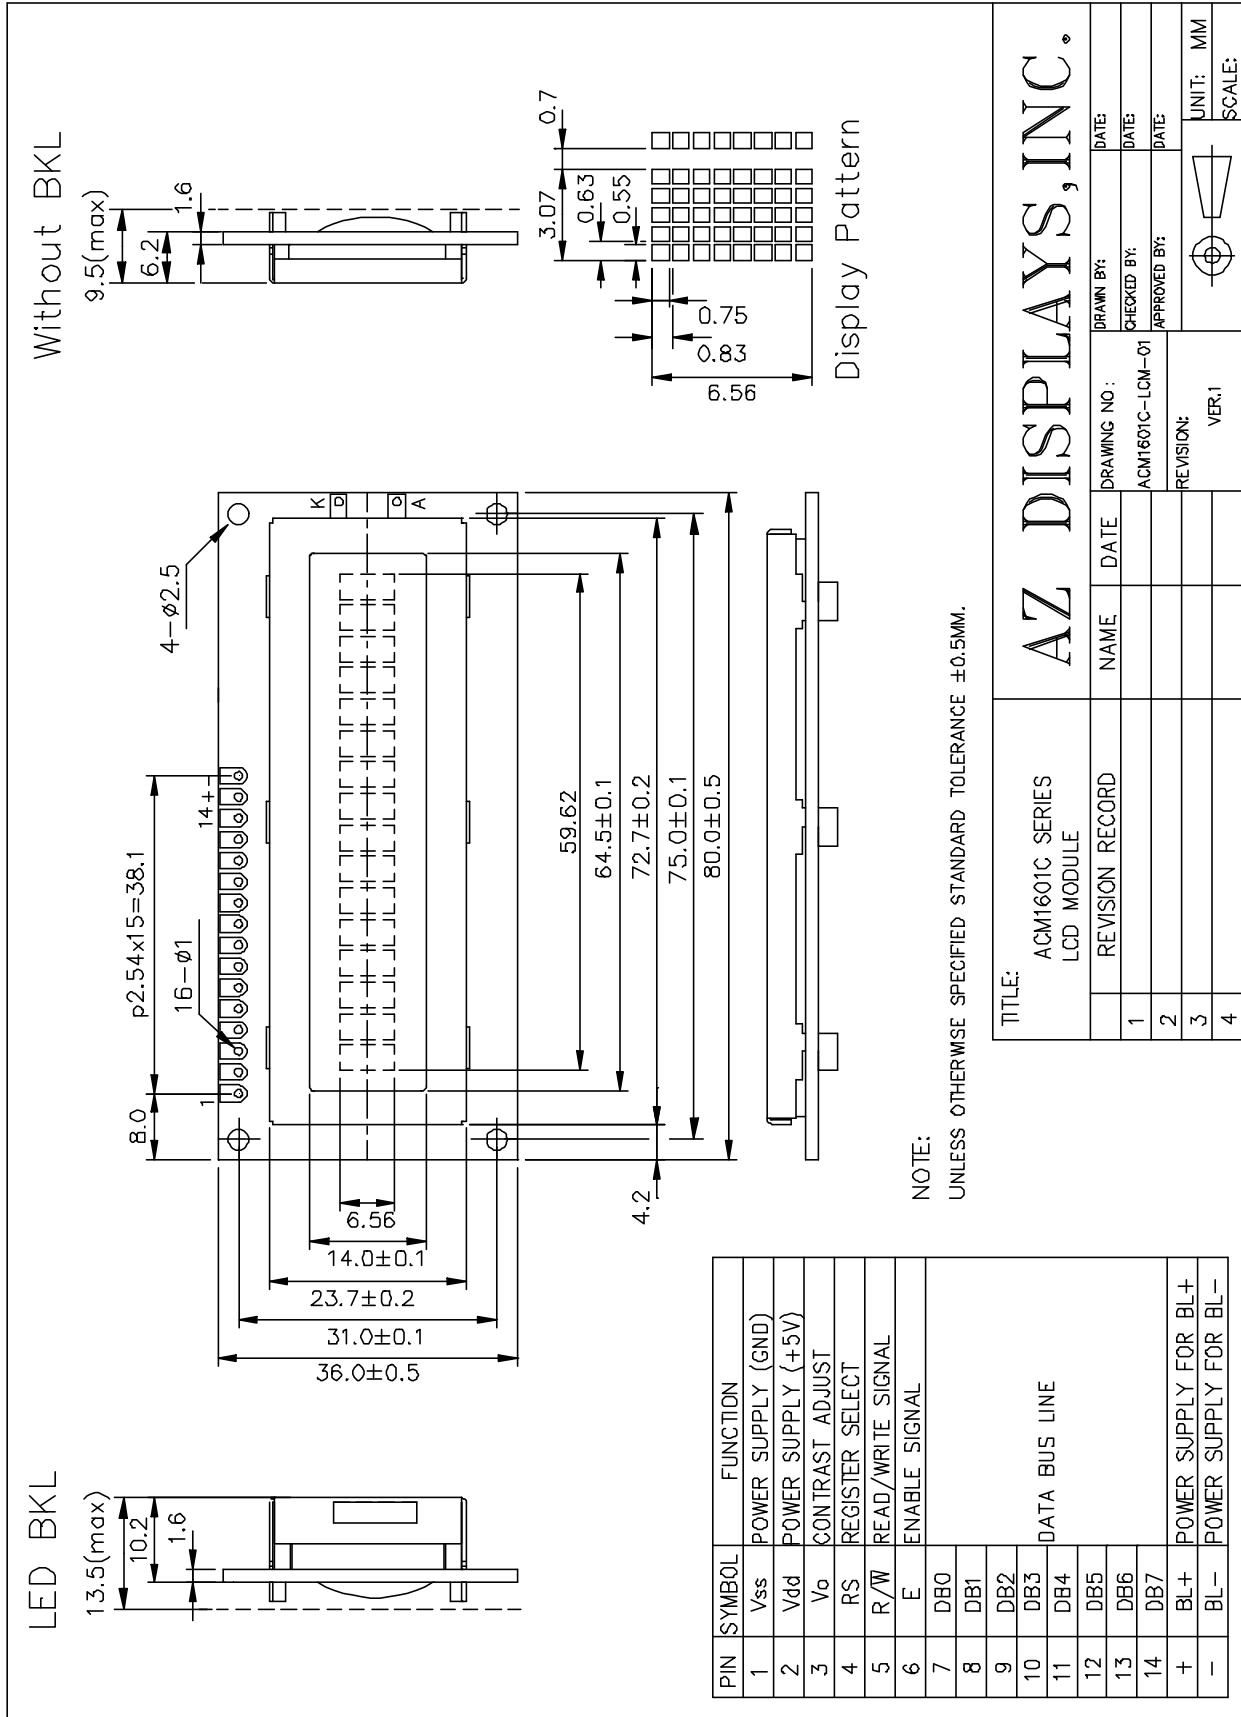 LED BKL
13.5(max)
10.2
1.6
8.0
p2.54x15=38.1
16-ø1
4-ø2.5
1
14+-
K
A
6.56
14.0±0.1
23.7±0.2
31.0±0.1
36.0±0.5
59.62
64.5±0.1
72.7±0.2
75.0±0.1
80.0±0.5
4.2
Without BKL
9.5(max)
6.2
1.6
3.07
0.7
0.63
0.55
0.75
0.83
6.56
Display Pattern
PIN SYMBOL FUNCTION
1 Vss POWER SUPPLY (GND)
2 Vdd POWER SUPPLY (+5V)
3 Vo CONTRAST ADJUST
4 RS REGISTER SELECT
5 R/W READ/WRITE SIGNAL
6 E ENABLE SIGNAL
7 DB0
8 DB1
9 DB2
10 DB3
DATA BUS LINE
11 DB4
12 DB5
13 DB6
14 DB7
+ BL+ POWER SUPPLY FOR BL+
- BL- POWER SUPPLY FOR BL-
NOTE:
UNLESS OTHERWISE SPECIFIED STANDARD TOLERANCE ±0.5MM.
TITLE:
ACM1601C SERIES
LCD MODULE
AZ DISPLAYS,INC.
REVISION RECORD NAME DATE
1
2
3
4
DRAWING NO:
ACM1601C-LCM-01
REVISION:
VER.1
DRAWN BY: DATE:
CHECKED BY: DATE:
APPROVED BY: DATE:
UNIT: MM
SCALE: